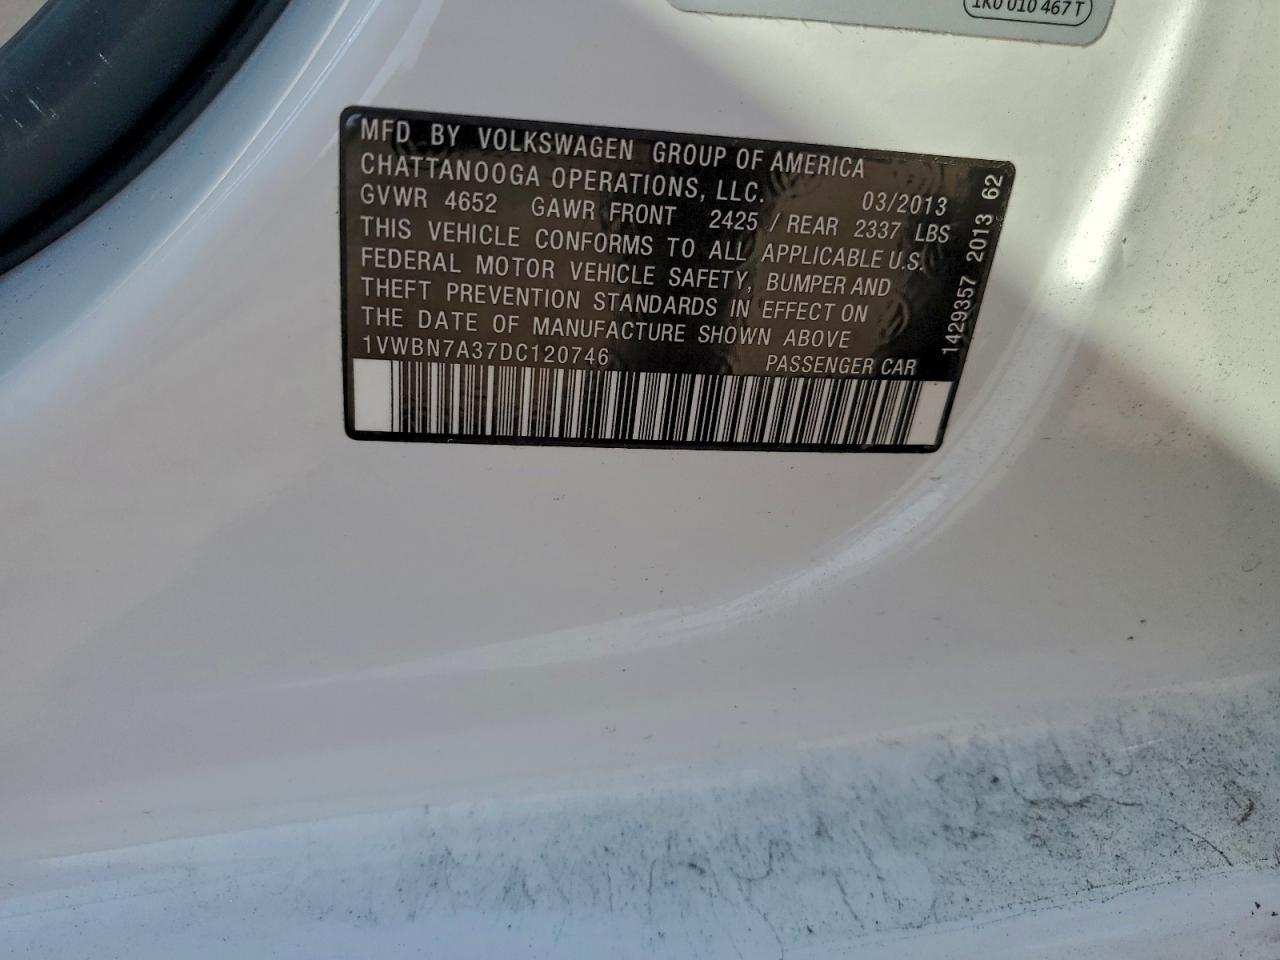 1K0 010 467 T
MFD BY VOLKSWAGEN GROUP OF AMERICA
CHATTANOOGA OPERATIONS, LLC. 03/2013
GVWR 4652 GAWR FRONT 2425 / REAR 2337 LBS
THIS VEHICLE CONFORMS TO ALL APPLICABLE U.S.
FEDERAL MOTOR VEHICLE SAFETY, BUMPER AND
THEFT PREVENTION STANDARDS IN EFFECT ON
THE DATE OF MANUFACTURE SHOWN ABOVE
1VWBN7A37DC120746 PASSENGER CAR
1429357 2013 62